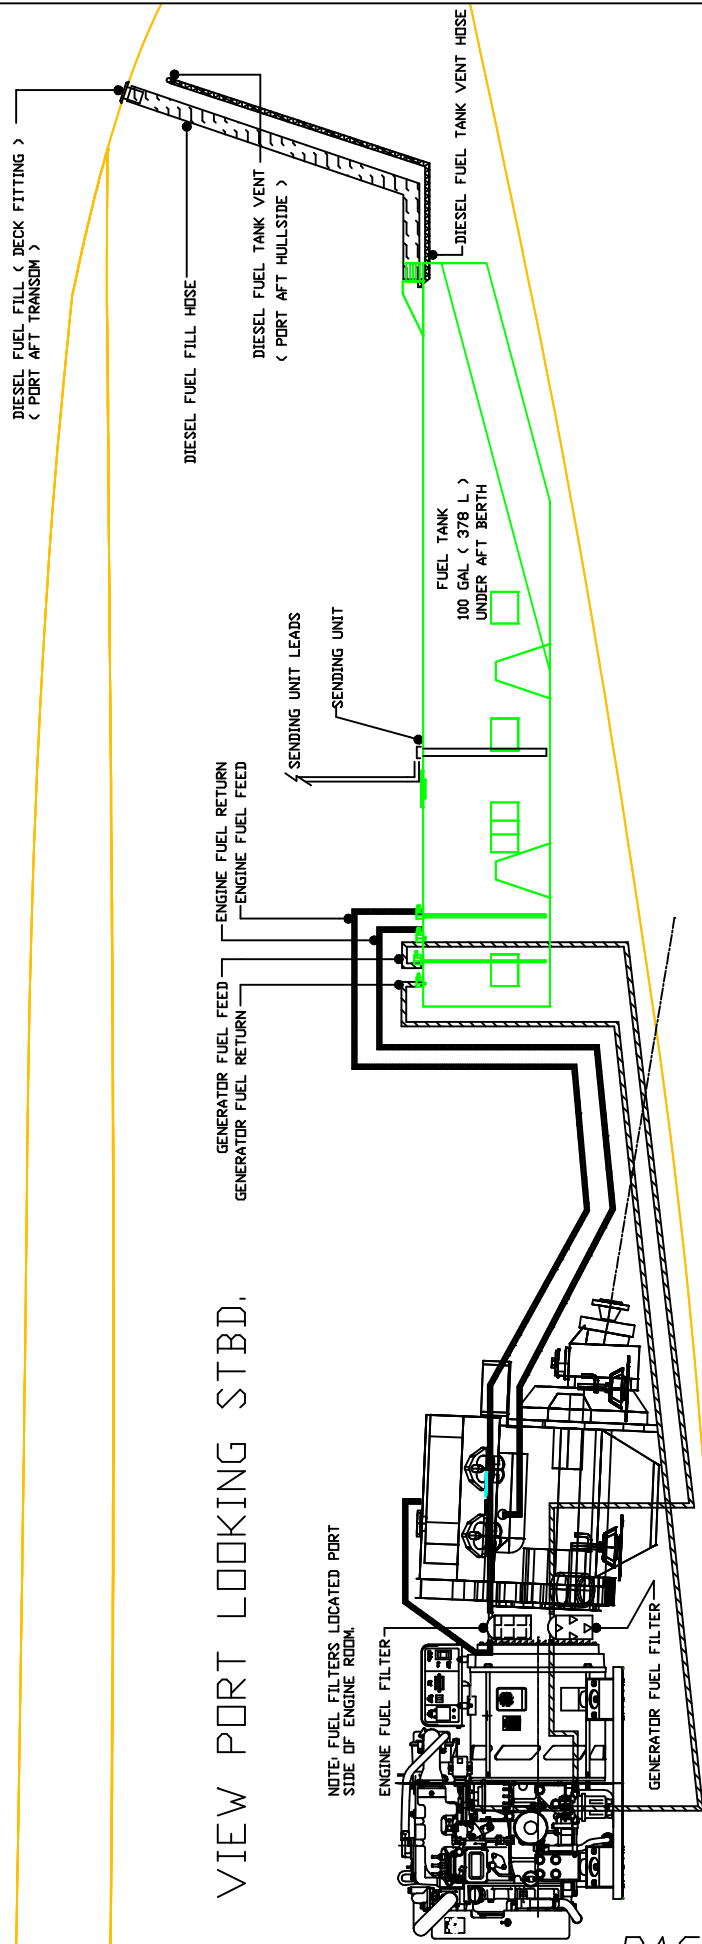 DIESEL FUEL FILL ( DECK FITTING )
( PORT AFT TRANSOM )
DIESEL FUEL FILL HOSE
DIESEL FUEL TANK VENT
( PORT AFT HULLSIDE )
DIESEL FUEL TANK VENT HOSE
FUEL TANK
100 GAL ( 378 L )
UNDER AFT BERTH
SENDING UNIT LEADS
SENDING UNIT
ENGINE FUEL RETURN
ENGINE FUEL FEED
GENERATOR FUEL FEED
GENERATOR FUEL RETURN
VIEW PORT LOOKING STBD.
NOTE: FUEL FILTERS LOCATED PORT
SIDE OF ENGINE ROOM.
ENGINE FUEL FILTER
GENERATOR FUEL FILTER